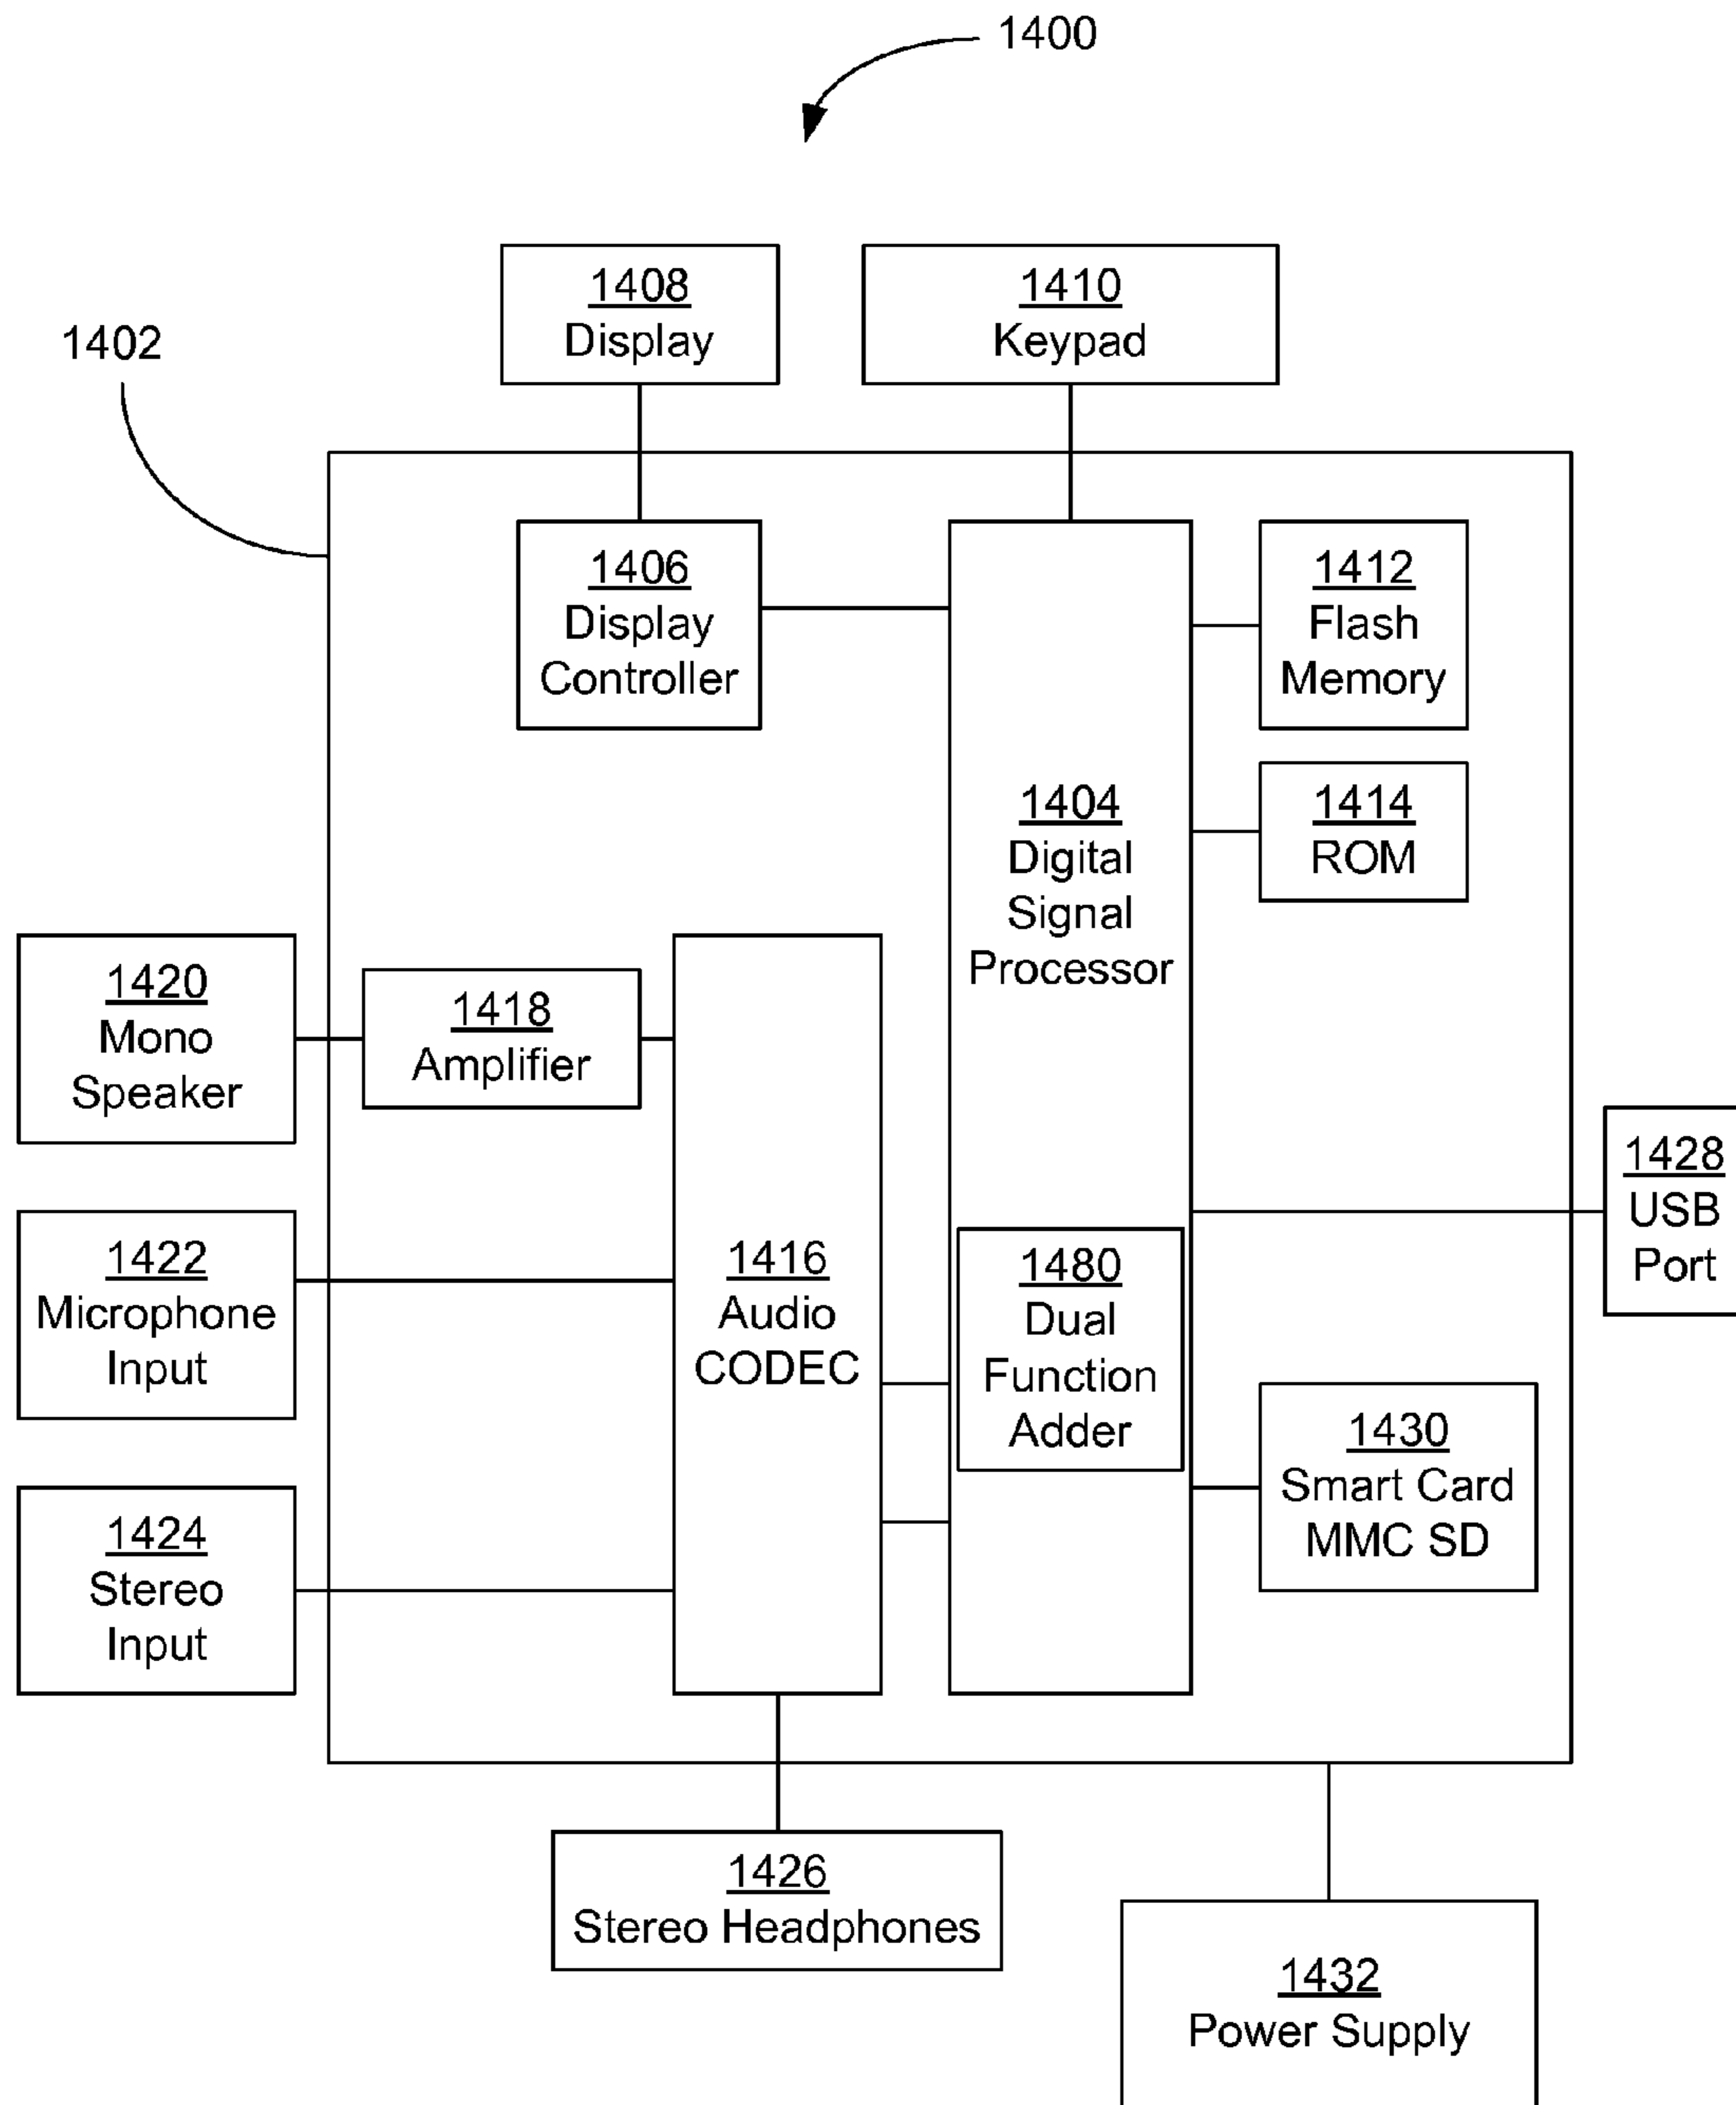 1400
1408
Display
1410
Keypad
1402
1406
Display
Controller
1412
Flash
Memory
1404
Digital
Signal
Processor
1414
ROM
1420
Mono
Speaker
1418
Amplifier
1428
USB
Port
1422
Microphone
Input
1416
Audio
CODEC
1480
Dual
Function
Adder
1430
Smart Card
MMC SD
1424
Stereo
Input
1426
Stereo Headphones
1432
Power Supply